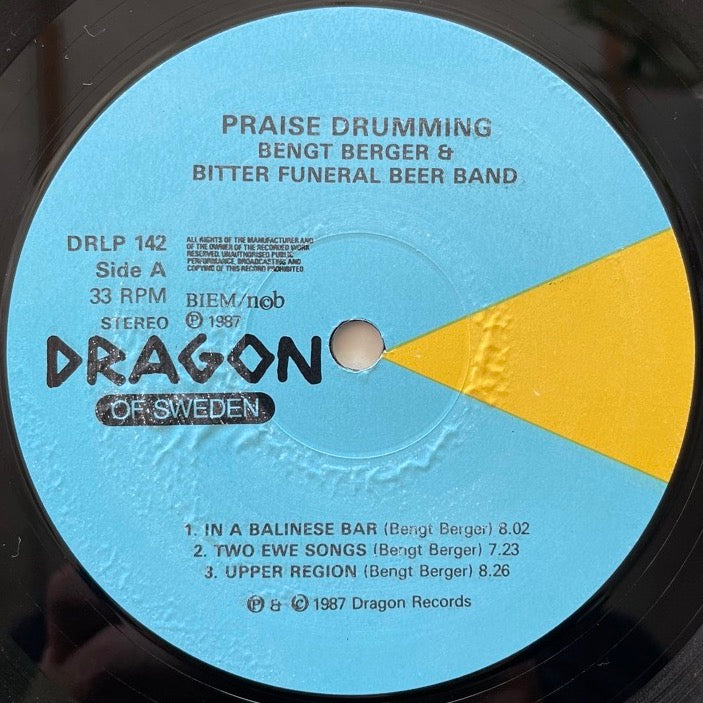 PRAISE DRUMMING
BENGT BERGER &
BITTER FUNERAL BEER BAND
DRLP 142
Side A
33 RPM
STEREO
ALL RIGHTS OF THE MANUFACTURER AND
OF THE OWNER OF THE RECORDED WORK
RESERVED. UNAUTHORISED PUBLIC
PERFORMANCE, BROADCASTING AND
COPYING OF THIS RECORD PROHIBITED
BIEM/ncb
Ⓟ 1987
DRAGON
OF SWEDEN
1. IN A BALINESE BAR (Bengt Berger) 8.02
2. TWO EWE SONGS (Bengt Berger) 7.23
3. UPPER REGION (Bengt Berger) 8.26
Ⓟ & © 1987 Dragon Records